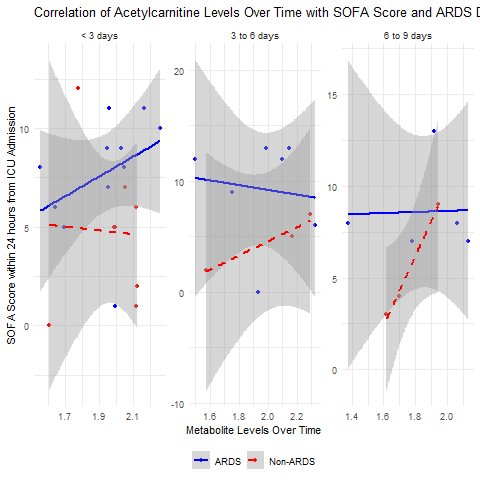 Correlation of Acetylcarnitine Levels Over Time with SOFA Score and ARDS D
< 3 days
3 to 6 days
6 to 9 days
SOFA Score within 24 hours from ICU Admission
10
5
0
20
10
0
-10
15
10
5
0
1.7
1.9
2.1
1.6
1.8
2.0
2.2
1.4
1.6
1.8
2.0
Metabolite Levels Over Time
ARDS
Non-ARDS